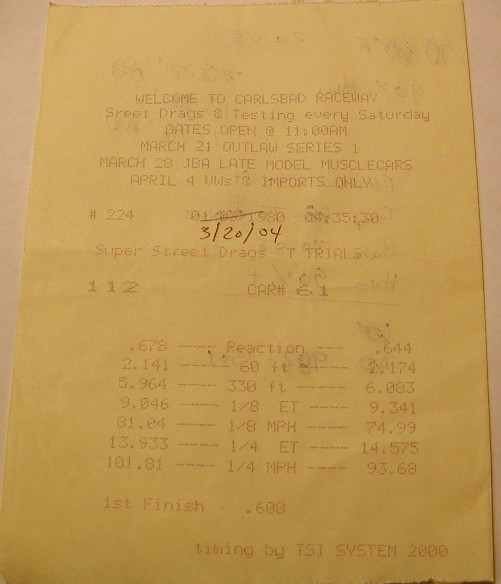 WELCOME TO CARLSBAD RACEWAY
Sreet Drags & Testing every Saturday
GATES OPEN @ 11:00AM
MARCH 21 OUTLAW SERIES 1
MARCH 28 JBA LATE MODEL MUSCLECARS
APRIL 4 VWs & IMPORTS ONLY
# 224 1980 :35:30
3/20/04
Super Street Drags T TRIALS
112 CAR# 61
.678 ---- Reaction ---- .644
2.141 ---- 60 ft ---- 2.174
5.964 ---- 330 ft ---- 6.083
9.046 ---- 1/8 ET ---- 9.341
81.04 ---- 1/8 MPH ---- 74.99
13.933 ---- 1/4 ET ---- 14.575
101.81 ---- 1/4 MPH ---- 93.68
1st Finish .608
timing by TSI SYSTEM 2000